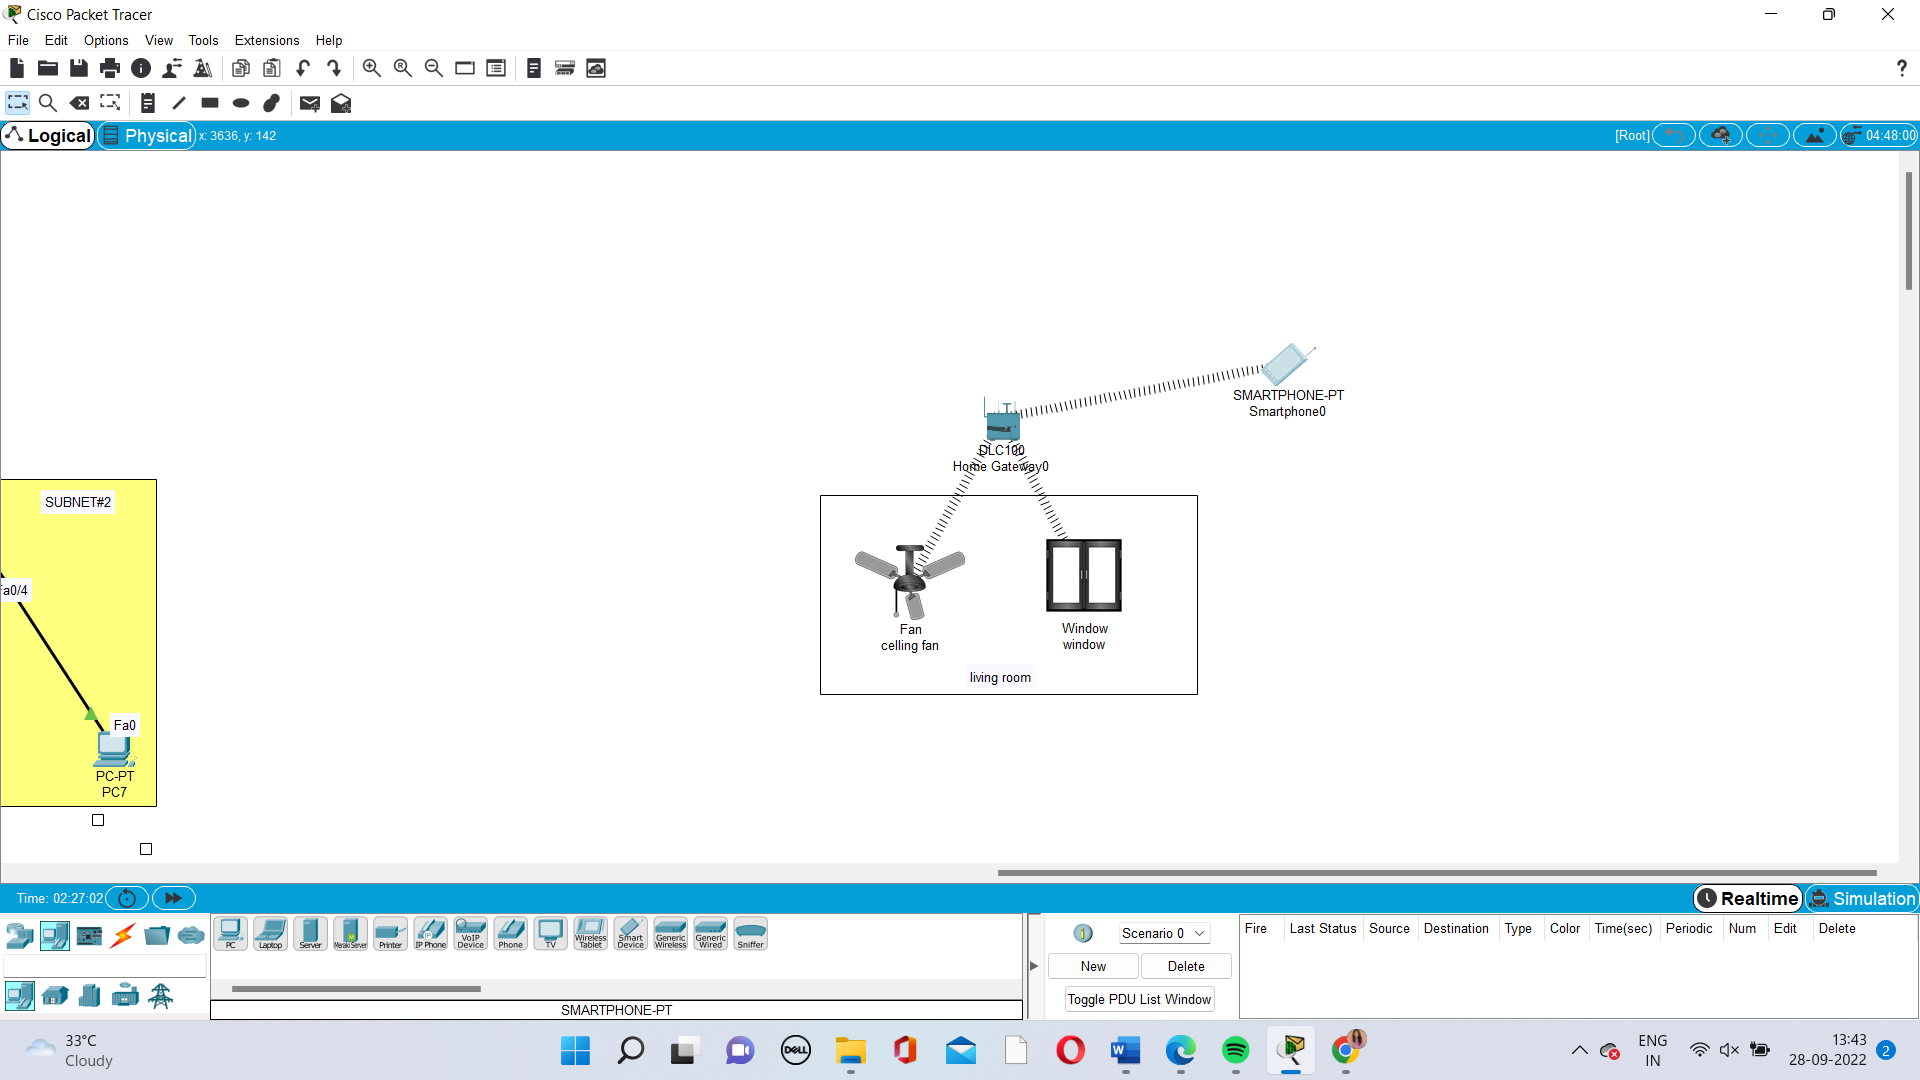 Cisco Packet Tracer
File Edit Options View Tools Extensions Help
Logical Physical x: 3636, y: 142 [Root] 04:48:00
SMARTPHONE-PT
Smartphone0
DLC100
Home Gateway0
SUBNET#2
Fa0/4
Fan
celling fan
Window
window
living room
Fa0
PC-PT
PC7
Time: 02:27:02 Realtime Simulation
PC Laptop Server Meraki Server Printer IP Phone VoIP Device Phone TV Wireless Tablet Smart Device Generic Wireless Generic Wired Sniffer
SMARTPHONE-PT
Scenario 0
New Delete
Toggle PDU List Window
Fire Last Status Source Destination Type Color Time(sec) Periodic Num Edit Delete
33°C
Cloudy
DELL
ENG
IN
13:43
28-09-2022
2